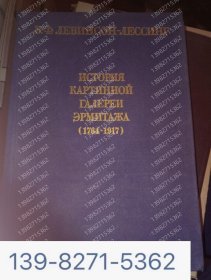 В.Ф. ЛЕВИНСОН-ЛЕССИНГ
ИСТОРИЯ
КАРТИННОЙ
ГАЛЕРЕИ
ЭРМИТАЖА
(1764-1917)
139-8271-5362